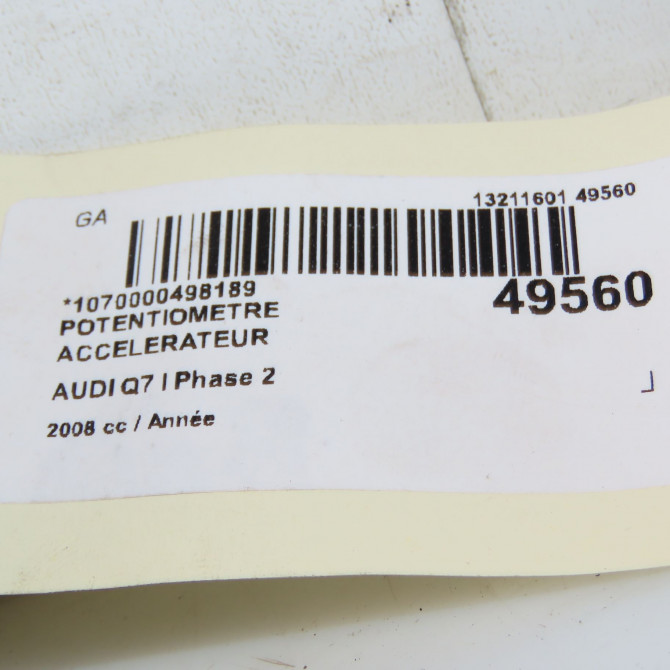 GA
13211601 49560
*1070000498189
49560
POTENTIOMETRE
ACCELERATEUR
AUDI Q7 I Phase 2
2008 cc / Année